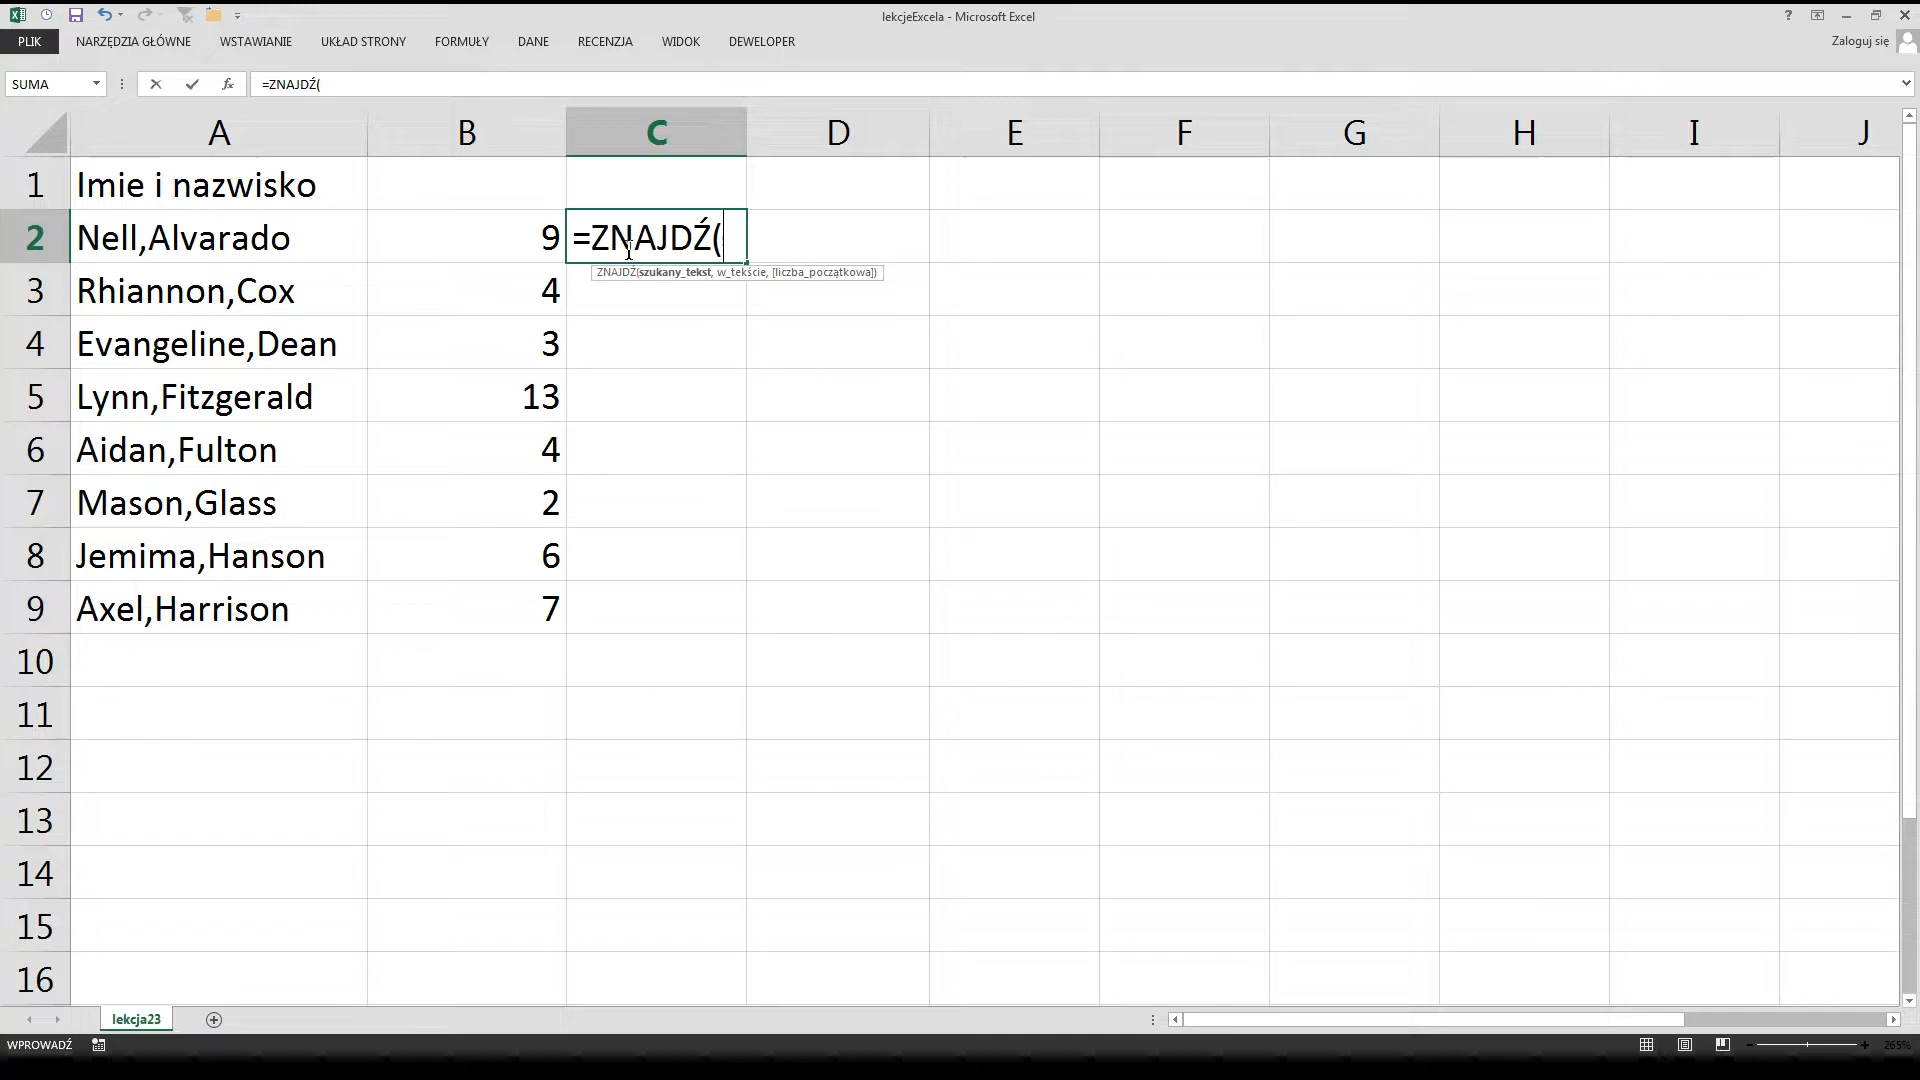 lekcjeExcela - Microsoft Excel
?
PLIK NARZĘDZIA GŁÓWNE WSTAWIANIE UKŁAD STRONY FORMUŁY DANE RECENZJA WIDOK DEWELOPER Zaloguj się
SUMA fx =ZNAJDŹ(
A B C D E F G H I J
1 Imie i nazwisko
2 Nell,Alvarado 9 =ZNAJDŹ(
ZNAJDŹ(szukany_tekst, w_tekście, [liczba_początkowa])
3 Rhiannon,Cox 4
4 Evangeline,Dean 3
5 Lynn,Fitzgerald 13
6 Aidan,Fulton 4
7 Mason,Glass 2
8 Jemima,Hanson 6
9 Axel,Harrison 7
10
11
12
13
14
15
16
lekcja23
WPROWADŹ 265%